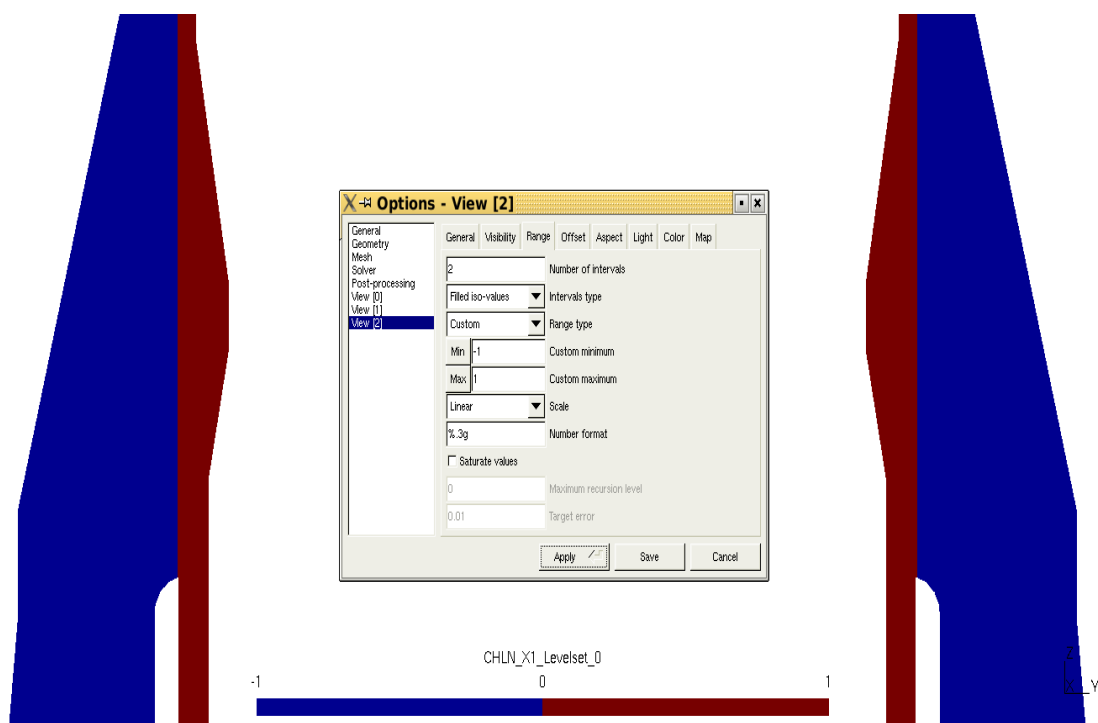 Options - View [2]
General
Geometry
Mesh
Solver
Post-processing
View [0]
View [1]
View [2]
General Visibility Range Offset Aspect Light Color Map
2 Number of intervals
Filled iso-values Intervals type
Custom Range type
Min -1 Custom minimum
Max 1 Custom maximum
Linear Scale
%.3g Number format
Saturate values
0 Maximum recursion level
0.01 Target error
Apply Save Cancel
CHLN_X1_Levelset_0
-1 0 1
Z
X Y